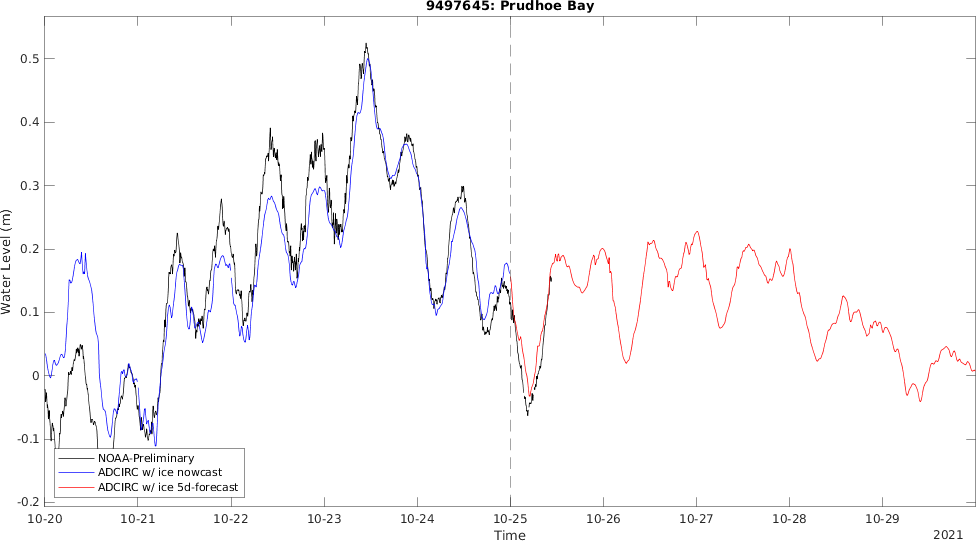 9497645: Prudhoe Bay
Water Level (m)
0.5
0.4
0.3
0.2
0.1
0
-0.1
-0.2
NOAA-Preliminary
ADCIRC w/ ice nowcast
ADCIRC w/ ice 5d-forecast
10-20 10-21 10-22 10-23 10-24 10-25 10-26 10-27 10-28 10-29
Time
2021